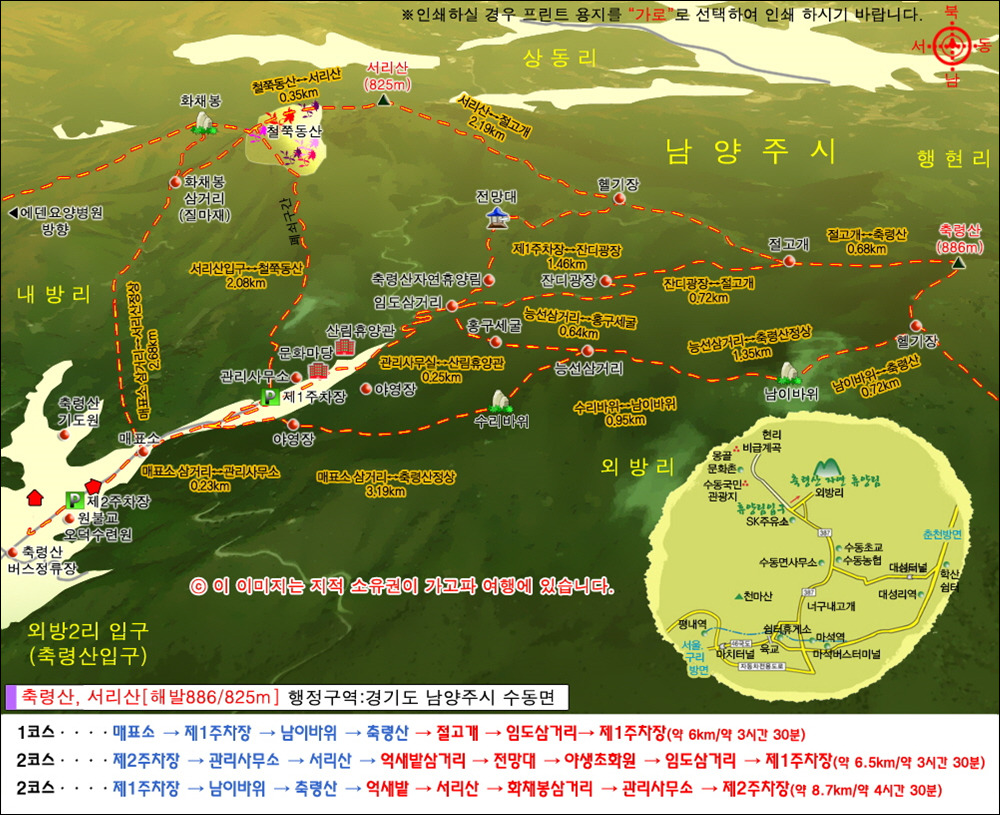 ※인쇄하실 경우 프린트 용지를 "가로"로 선택하여 인쇄 하시기 바랍니다.
북
서
동
남
상동리
서리산
(825m)
철쭉동산↔서리산
0.35km
화채봉
철쭉동산
서리산↔절고개
2.19km
남양주시
행현리
화채봉
삼거리
(질마재)
에덴요양병원
방향
폐쇄구간
전망대
헬기장
절고개
절고개↔축령산
0.68km
축령산
(886m)
제1주차장↔잔디광장
1.46km
서리산입구↔철쭉동산
2.08km
축령산자연휴양림
잔디광장
잔디광장↔절고개
0.72km
내방리
임도삼거리
매표소삼거리↔서리산정상
2.88km
홍구세굴
능선삼거리↔홍구세굴
0.64km
산림휴양관
문화마당
관리사무소
관리사무실↔산림휴양관
0.25km
능선삼거리
능선삼거리↔축령산정상
1.35km
헬기장
제1주차장
야영장
남이바위
남이바위↔축령산
0.72km
수리바위
수리바위↔남이바위
0.95km
축령산
기도원
매표소
야영장
매표소 삼거리↔관리사무소
0.23km
매표소 삼거리↔축령산정상
3.19km
외방리
제2주차장
원불교
오덕수련원
축령산
버스정류장
현리
비급계곡
몽골
문화촌
수동국민
관광지
축령산 자연 휴양림
외방리
휴양림입구
SK주유소
387
춘천방면
수동초교
수동농협
수동면사무소
대성터널
학산
쉼터
대성리역
천마산
387
너구내고개
평내역
쉼터휴게소
마석역
서울.
구리
방면
마치터널
육교
마석버스터미널
자동차전용도로
ⓒ 이 이미지는 지적 소유권이 가고파 여행에 있습니다.
외방2리 입구
(축령산입구)
축령산, 서리산[해발886/825m] 행정구역:경기도 남양주시 수동면
1코스 ···· 매표소 → 제1주차장 → 남이바위 → 축령산 → 절고개 → 임도삼거리→ 제1주차장(약 6km/약 3시간 30분)
2코스 ···· 제2주차장 → 관리사무소 → 서리산 → 억새밭삼거리 → 전망대 → 야생초화원 → 임도삼거리 → 제1주차장(약 6.5km/약 3시간 30분)
2코스 ···· 제1주차장 → 남이바위 → 축령산 → 억새밭 → 서리산 → 화채봉삼거리 → 관리사무소 → 제2주차장(약 8.7km/약 4시간 30분)